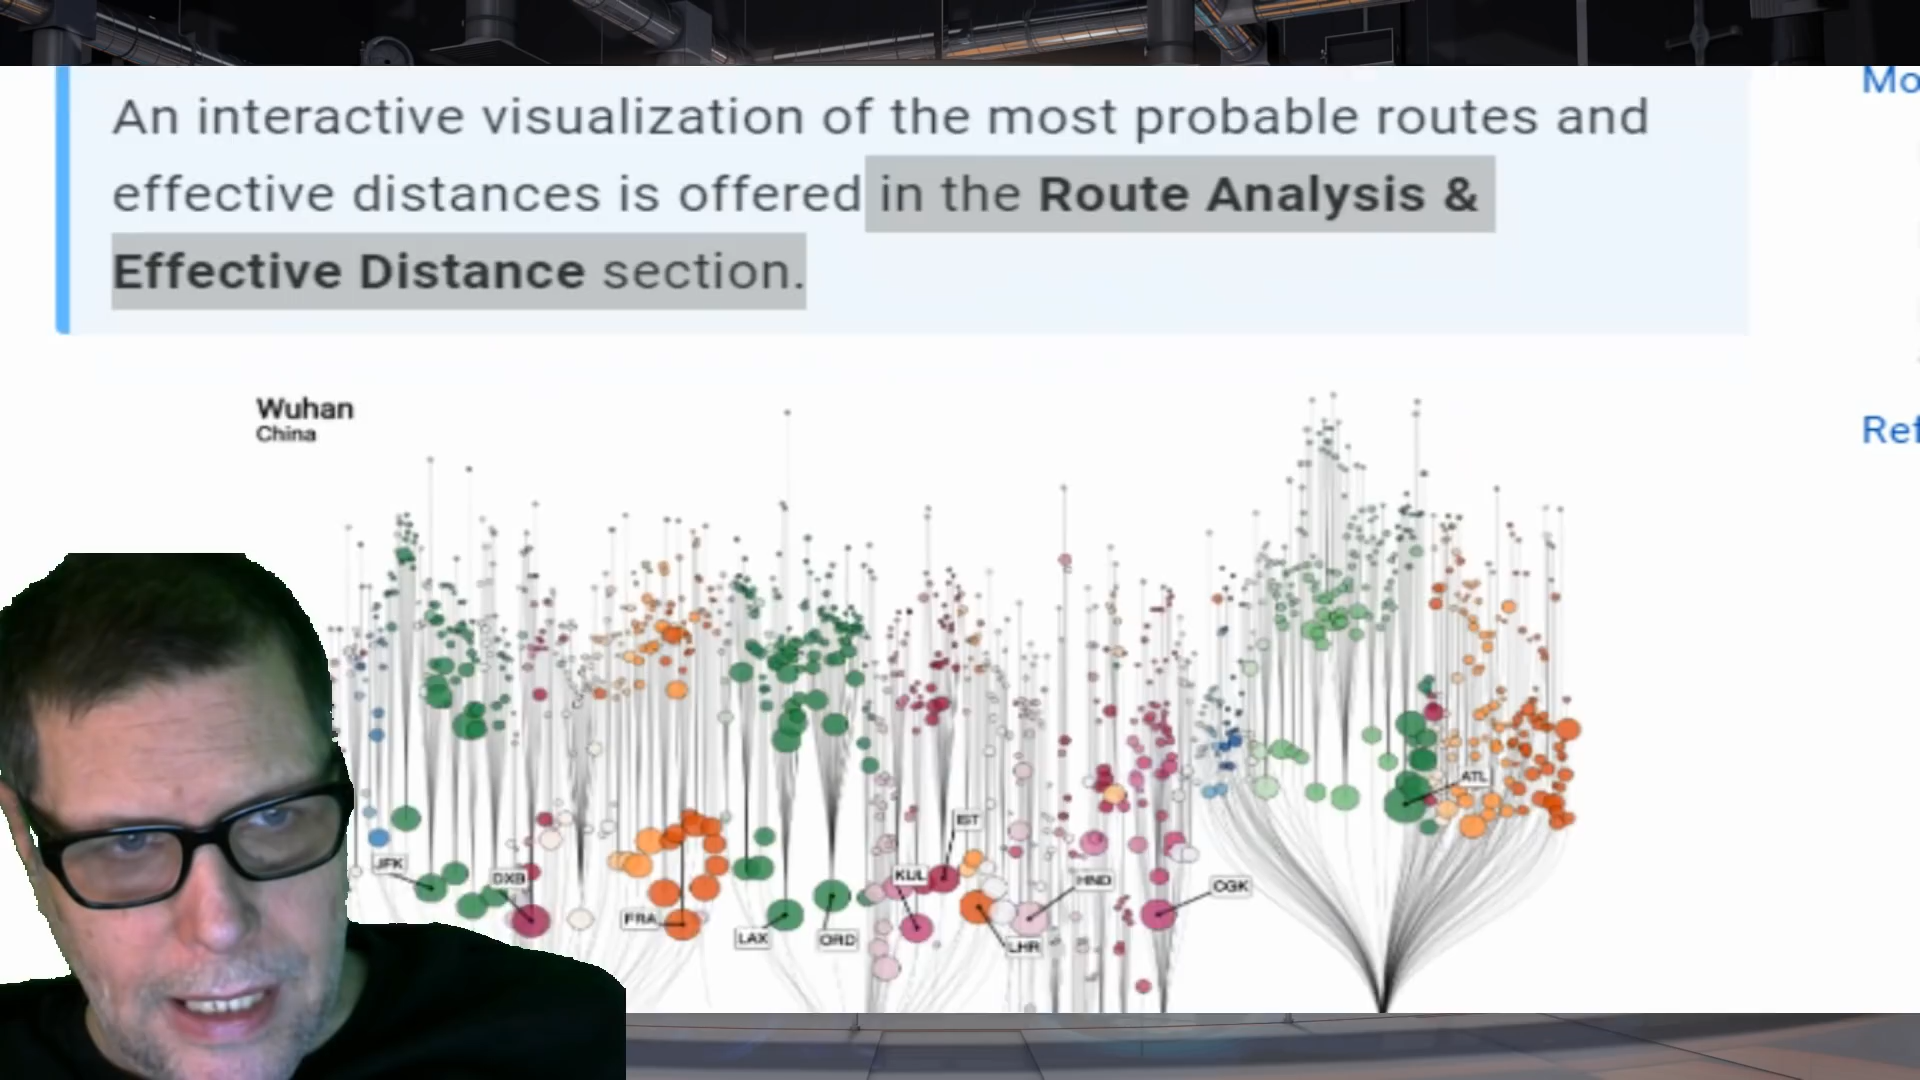 An interactive visualization of the most probable routes and
effective distances is offered in the Route Analysis &
Effective Distance section.
Mo
Ref
Wuhan
China
ATL
IST
JFK
DXB
KUL
HND
CGK
FRA
LAX
ORD
LHR